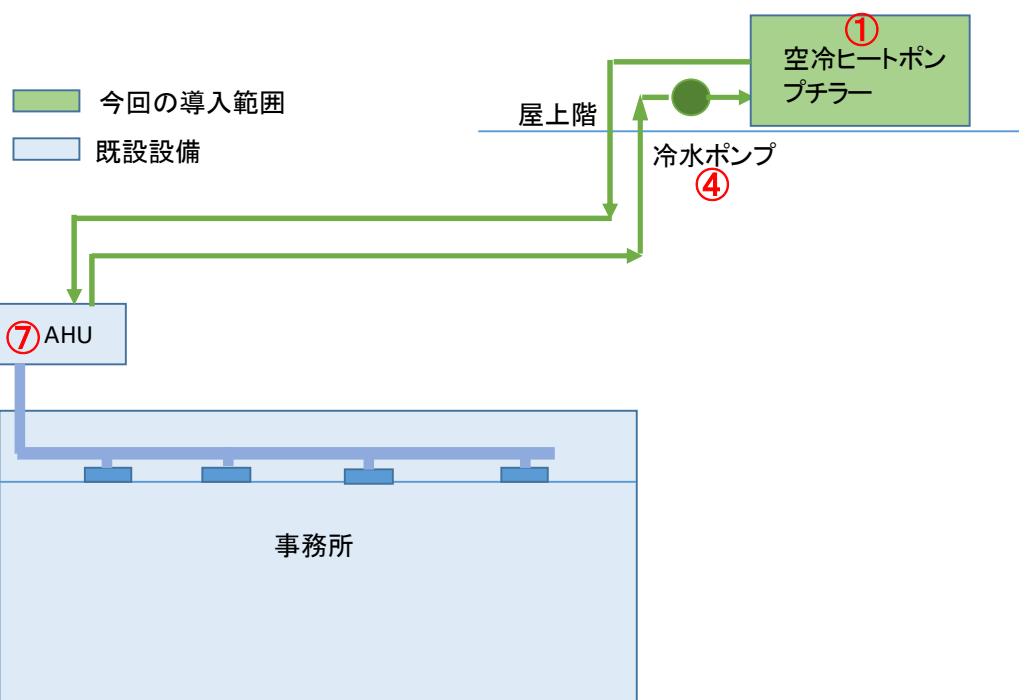 ①
空冷ヒートポン
プチラー
今回の導入範囲
屋上階
既設設備
冷水ポンプ
④
⑦ AHU
事務所